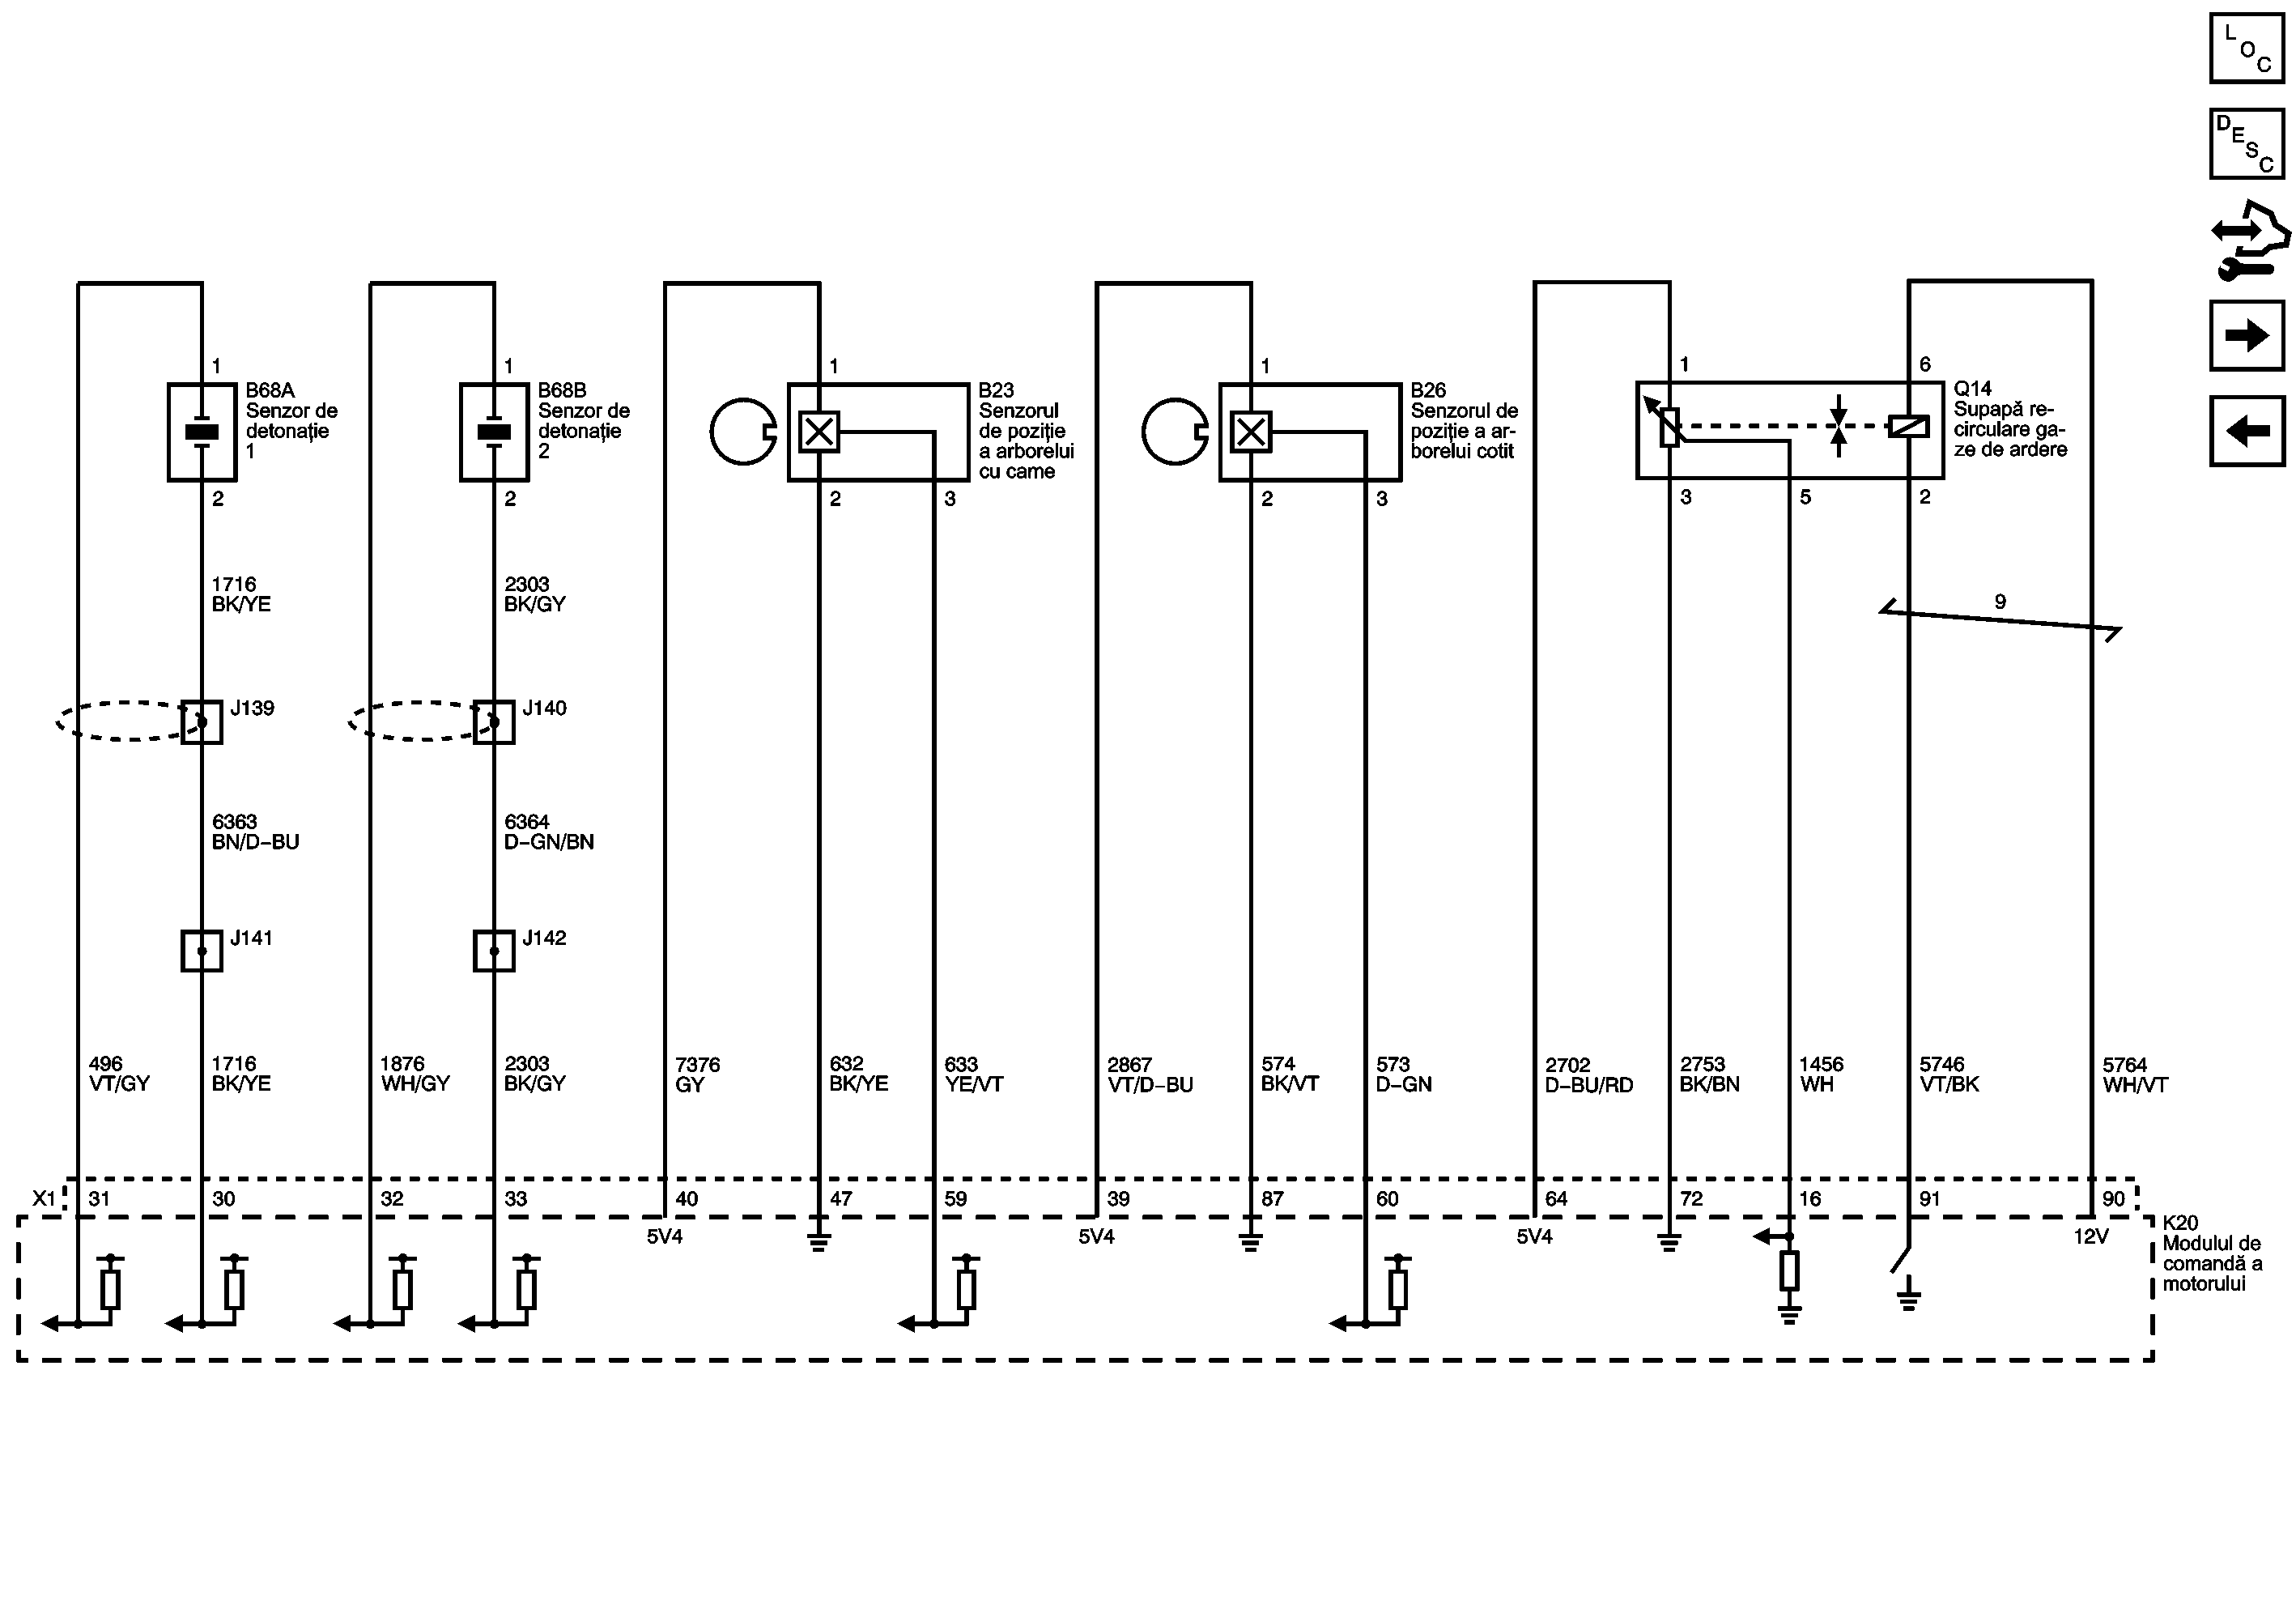 L
O
C
D
E
S
C
1
1
1
1
1
6
B68A
Senzor de
detonație
1
B68B
Senzor de
detonație
2
B23
Senzorul
de poziție
a arborelui
cu came
B26
Senzorul de
poziție a ar-
borelui cotit
Q14
Supapă re-
circulare ga-
ze de ardere
2
2
2
3
2
3
3
5
2
1716
BK/YE
2303
BK/GY
9
J139
J140
6363
BN/D-BU
6364
D-GN/BN
J141
J142
496
VT/GY
1716
BK/YE
1876
WH/GY
2303
BK/GY
7376
GY
632
BK/YE
633
YE/VT
2867
VT/D-BU
574
BK/VT
573
D-GN
2702
D-BU/RD
2753
BK/BN
1456
WH
5746
VT/BK
5764
WH/VT
X1
31
30
32
33
40
47
59
39
87
60
64
72
16
91
90
5V4
5V4
5V4
12V
K20
Modulul de
comandă a
motorului